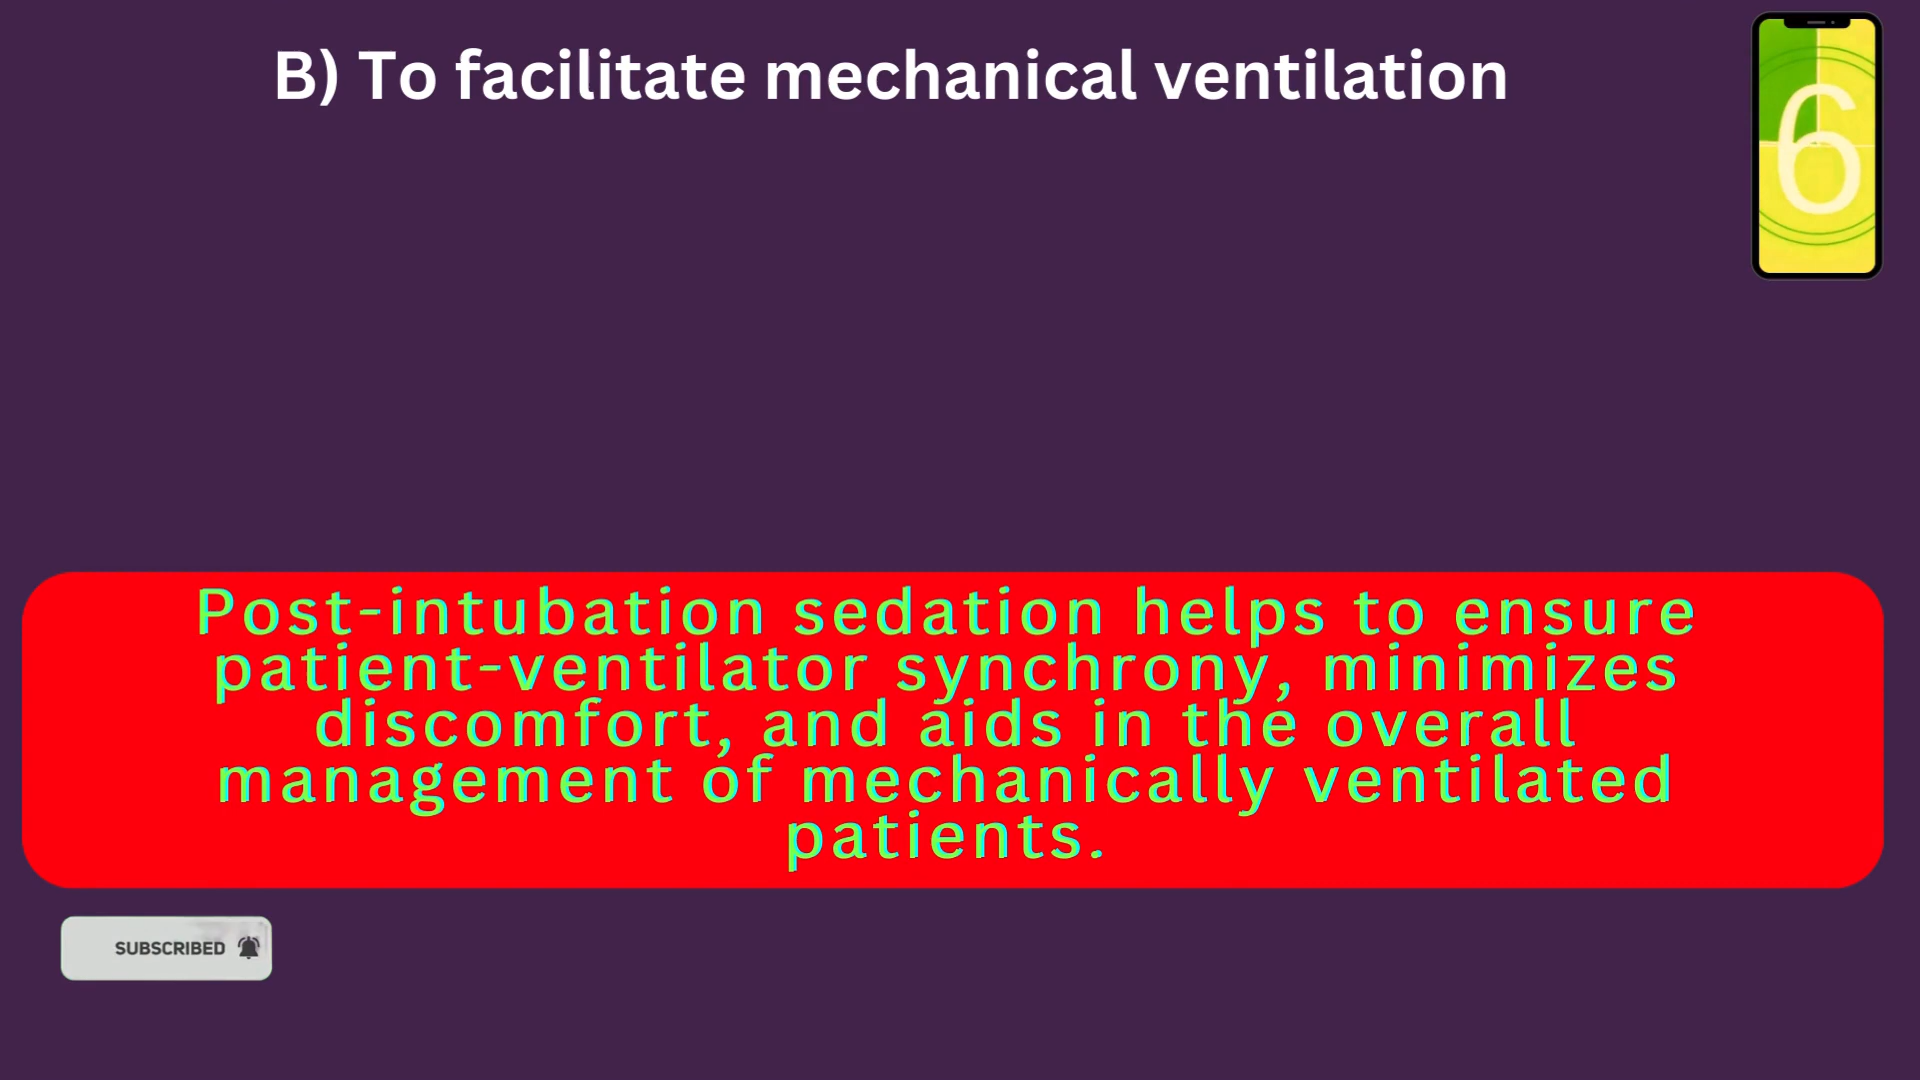 B) To facilitate mechanical ventilation
6
Post-intubation sedation helps to ensure
patient-ventilator synchrony, minimizes
discomfort, and aids in the overall
management of mechanically ventilated
patients.
SUBSCRIBED